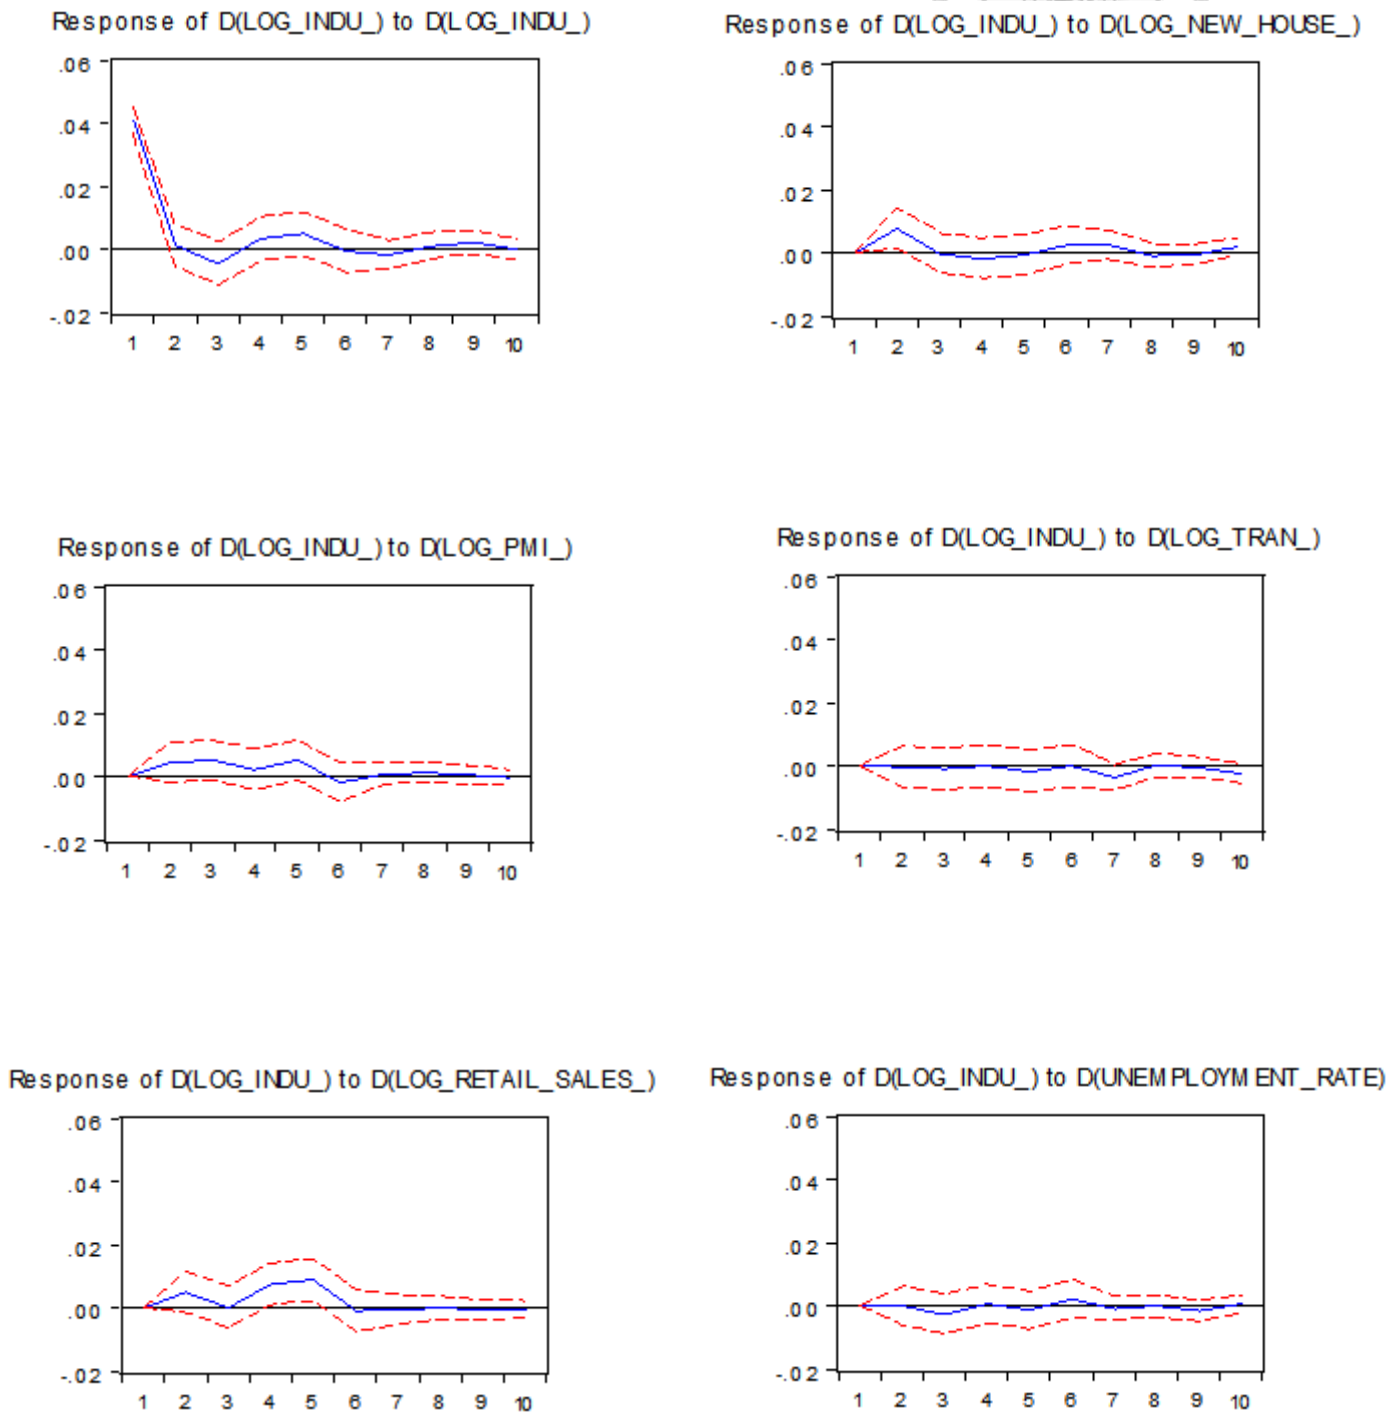 Response of D(LOG_INDU_) to D(LOG_INDU_)
.06
.04
.02
.00
-.02
1 2 3 4 5 6 7 8 9 10
Response of D(LOG_INDU_) to D(LOG_NEW_HOUSE_)
.06
.04
.02
.00
-.02
1 2 3 4 5 6 7 8 9 10
Response of D(LOG_INDU_) to D(LOG_PMI_)
.06
.04
.02
.00
-.02
1 2 3 4 5 6 7 8 9 10
Response of D(LOG_INDU_) to D(LOG_TRAN_)
.06
.04
.02
.00
-.02
1 2 3 4 5 6 7 8 9 10
Response of D(LOG_INDU_) to D(LOG_RETAIL_SALES_)
.06
.04
.02
.00
-.02
1 2 3 4 5 6 7 8 9 10
Response of D(LOG_INDU_) to D(UNEMPLOYMENT_RATE)
.06
.04
.02
.00
-.02
1 2 3 4 5 6 7 8 9 10